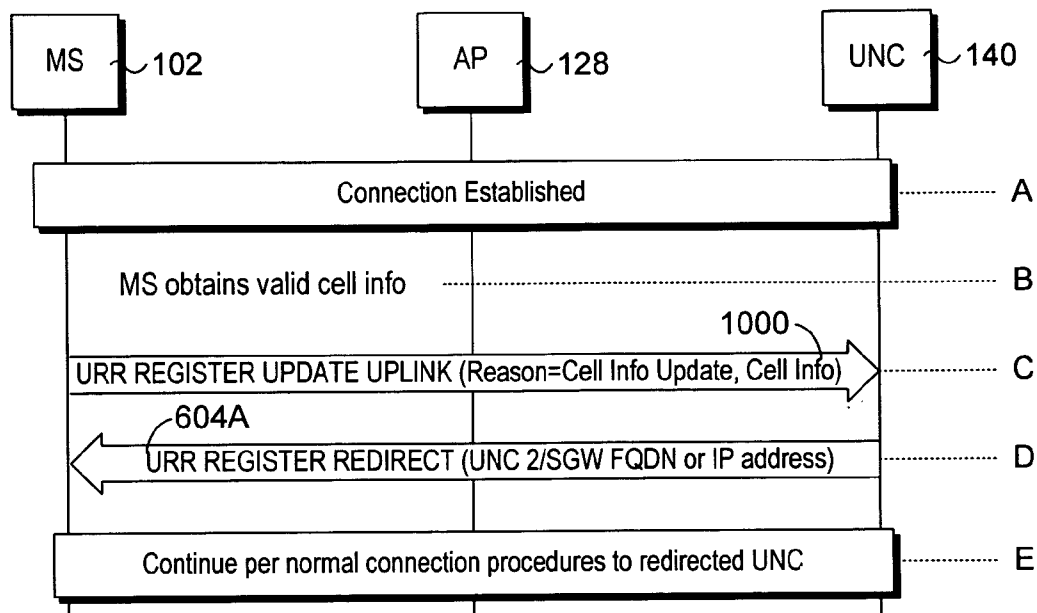 MS 102 AP 128 UNC 140
Connection Established A
MS obtains valid cell info B
1000
URR REGISTER UPDATE UPLINK (Reason=Cell Info Update, Cell Info) C
604A
URR REGISTER REDIRECT (UNC 2/SGW FQDN or IP address) D
Continue per normal connection procedures to redirected UNC E